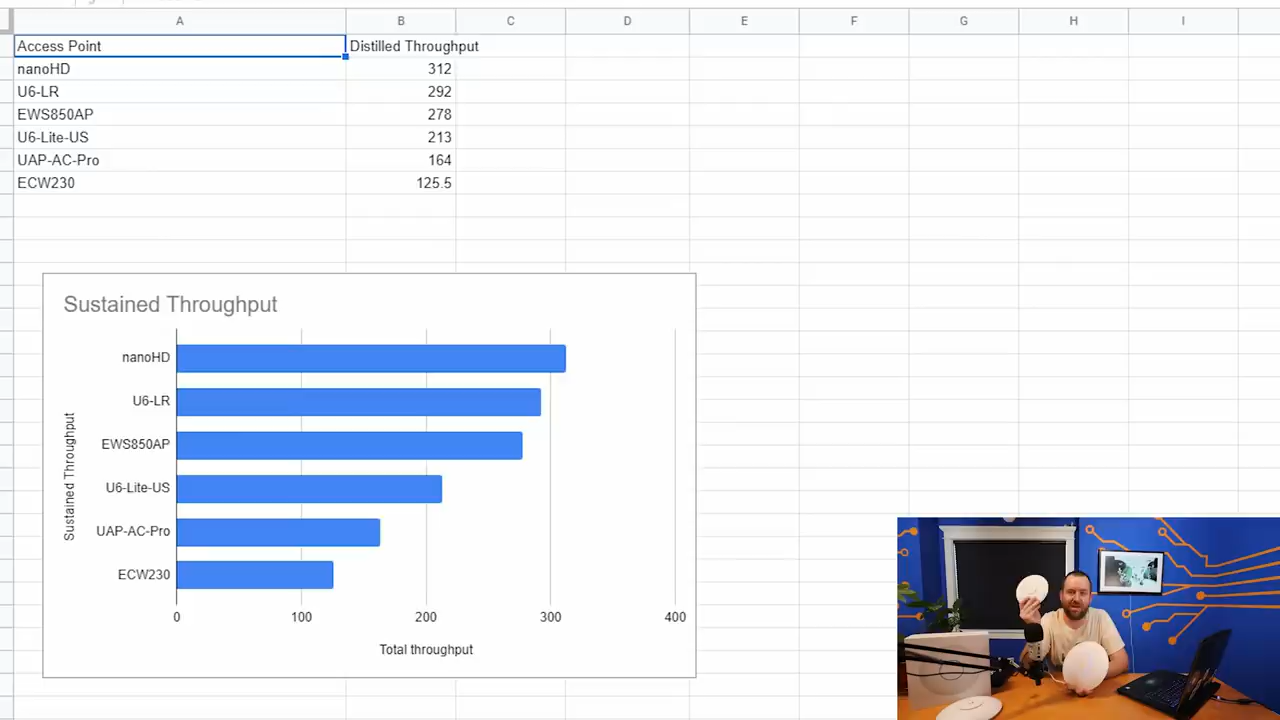 A B C D E F G H I
Access Point Distilled Throughput
nanoHD 312
U6-LR 292
EWS850AP 278
U6-Lite-US 213
UAP-AC-Pro 164
ECW230 125.5
Sustained Throughput
nanoHD
U6-LR
EWS850AP
U6-Lite-US
UAP-AC-Pro
ECW230
Sustained Throughput
0 100 200 300 400
Total throughput